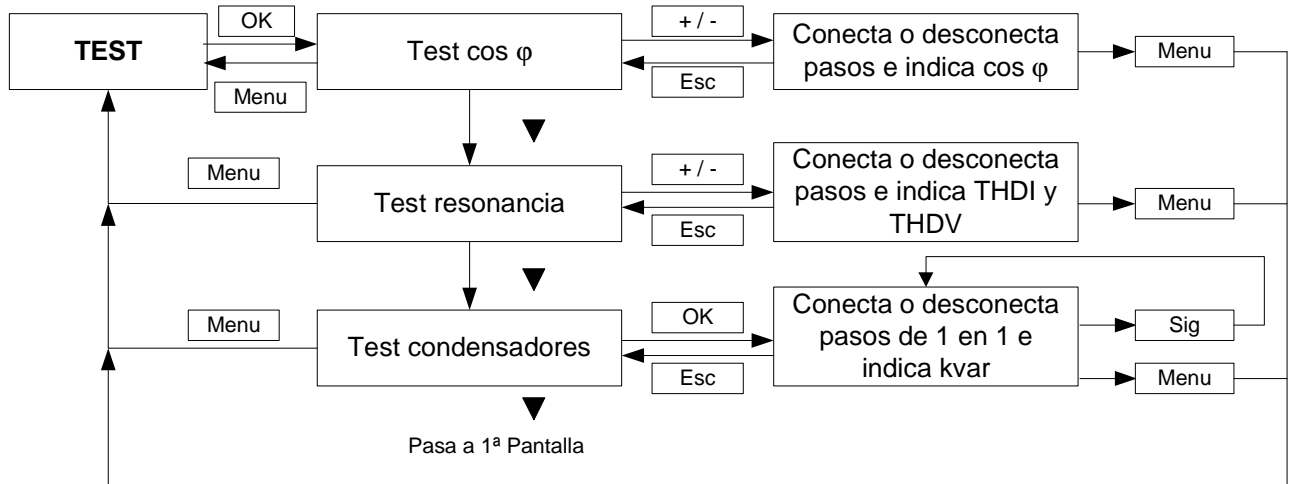 OK
+ / -
TEST
Test cos φ
Conecta o desconecta
pasos e indica cos φ
Menu
Menu
Esc
Menu
+ / -
Test resonancia
Conecta o desconecta
pasos e indica THDI y
THDV
Menu
Esc
Menu
OK
Test condensadores
Conecta o desconecta
pasos de 1 en 1 e
indica kvar
Sig
Esc
Menu
Pasa a 1ª Pantalla